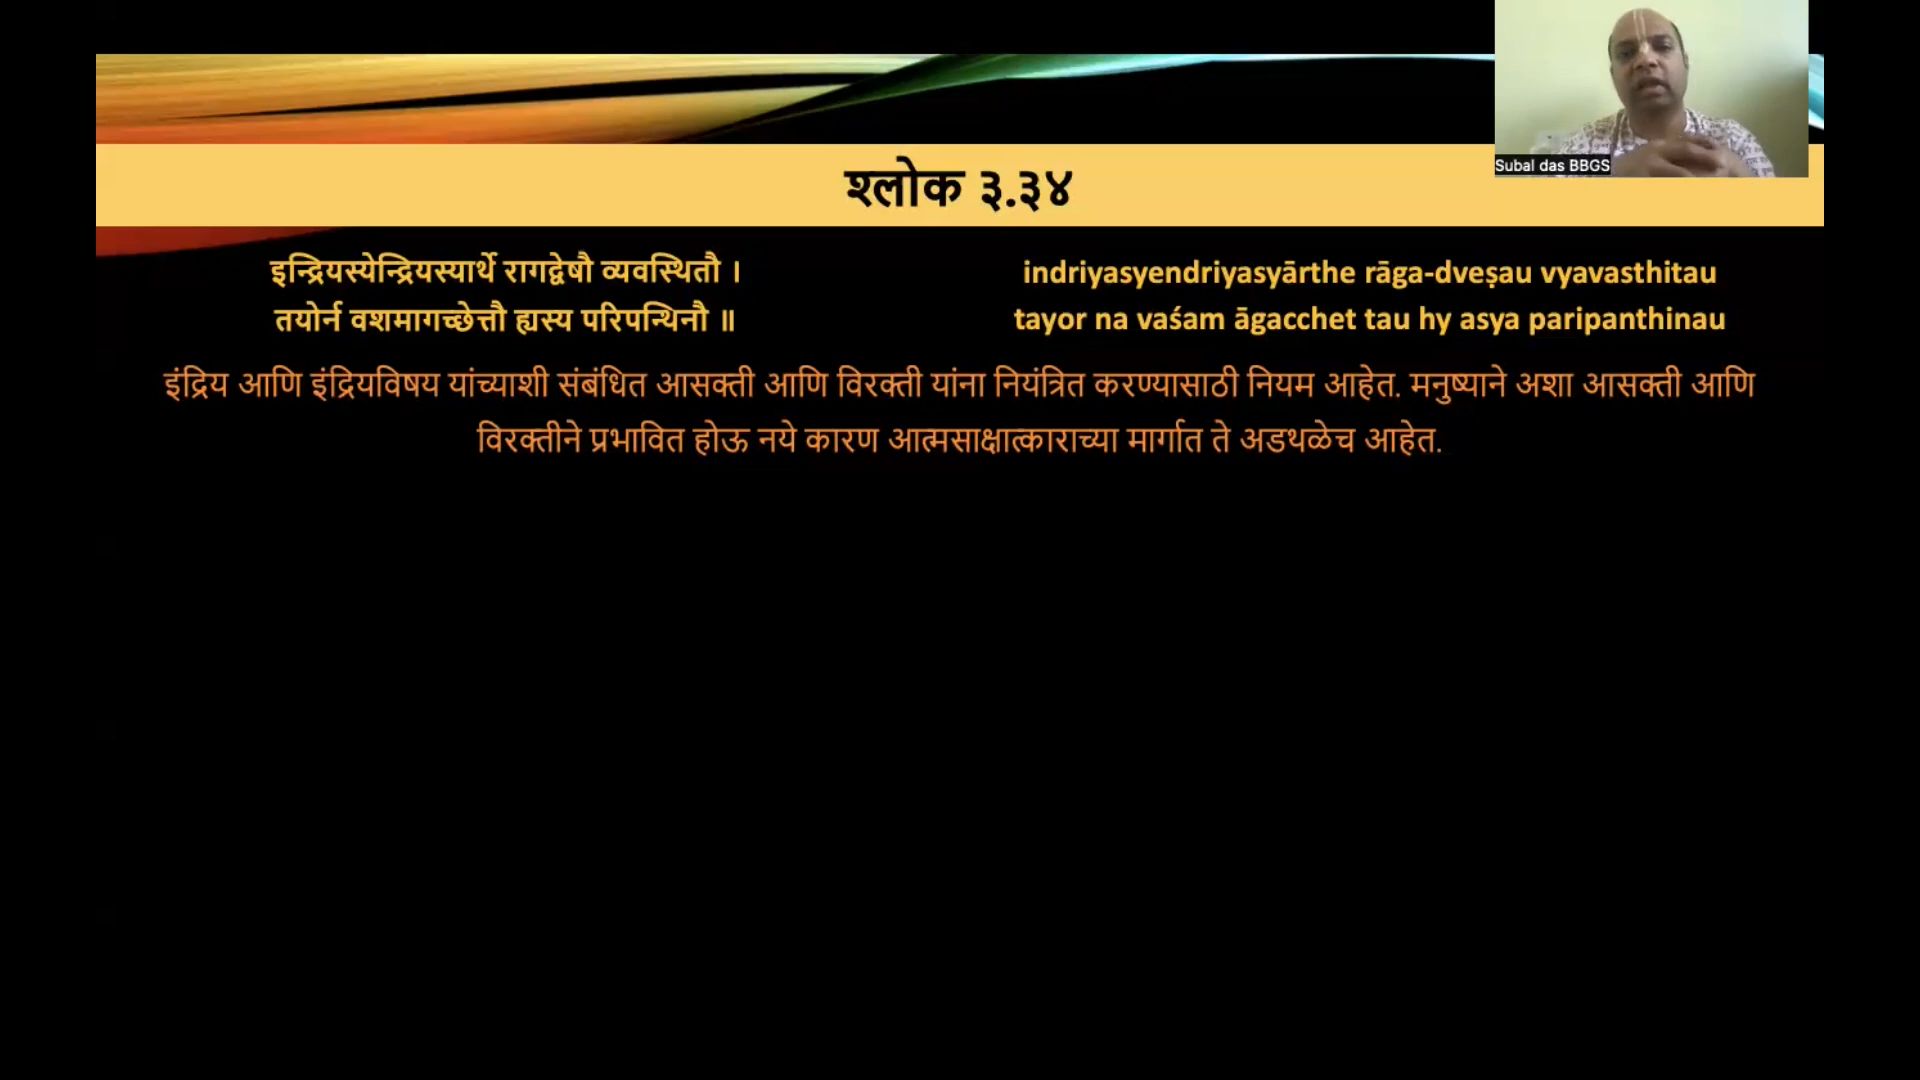 Subal das BBGS
श्लोक ३.३४
इन्द्रियस्येन्द्रियस्यार्थे रागद्वेषौ व्यवस्थितौ ।
तयोर्न वशमागच्छेत्तौ ह्यस्य परिपन्थिनौ ॥
indriyasyendriyasyārthe rāga-dveṣau vyavasthitau
tayor na vaśam āgacchet tau hy asya paripanthinau
इंद्रिय आणि इंद्रियविषय यांच्याशी संबंधित आसक्ती आणि विरक्ती यांना नियंत्रित करण्यासाठी नियम आहेत. मनुष्याने अशा आसक्ती आणि
विरक्तीने प्रभावित होऊ नये कारण आत्मसाक्षात्काराच्या मार्गात ते अडथळेच आहेत.